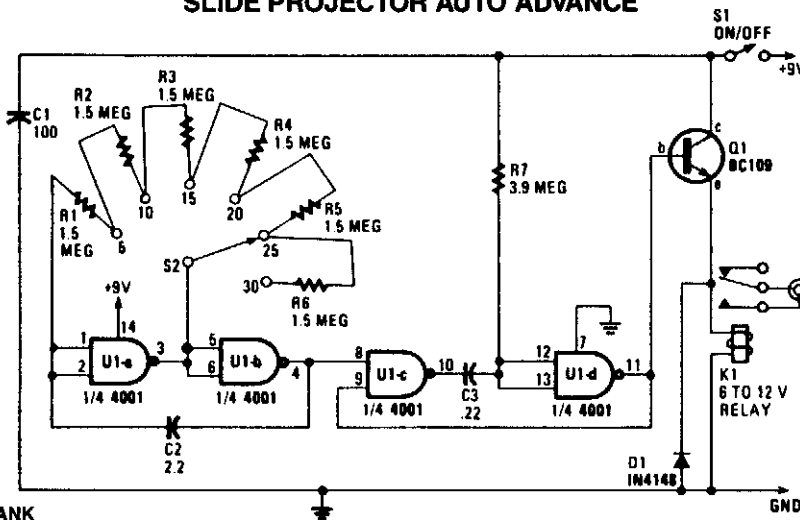 SLIDE PROJECTOR AUTO ADVANCE
S1
ON/OFF
+9V
C1
100
R2
1.5 MEG
R3
1.5 MEG
R4
1.5 MEG
R7
3.9 MEG
b
c
e
Q1
BC109
R1
1.5
MEG
5
10
15
20
R5
1.5 MEG
25
S2
30
R6
1.5 MEG
+9V
14
1
2
U1-a
3
1/4 4001
5
6
U1-b
4
1/4 4001
8
9
U1-c
10
1/4 4001
C3
.22
7
12
13
U1-d
11
1/4 4001
K1
6 TO 12 V
RELAY
C2
2.2
D1
IN4148
GND
ANK